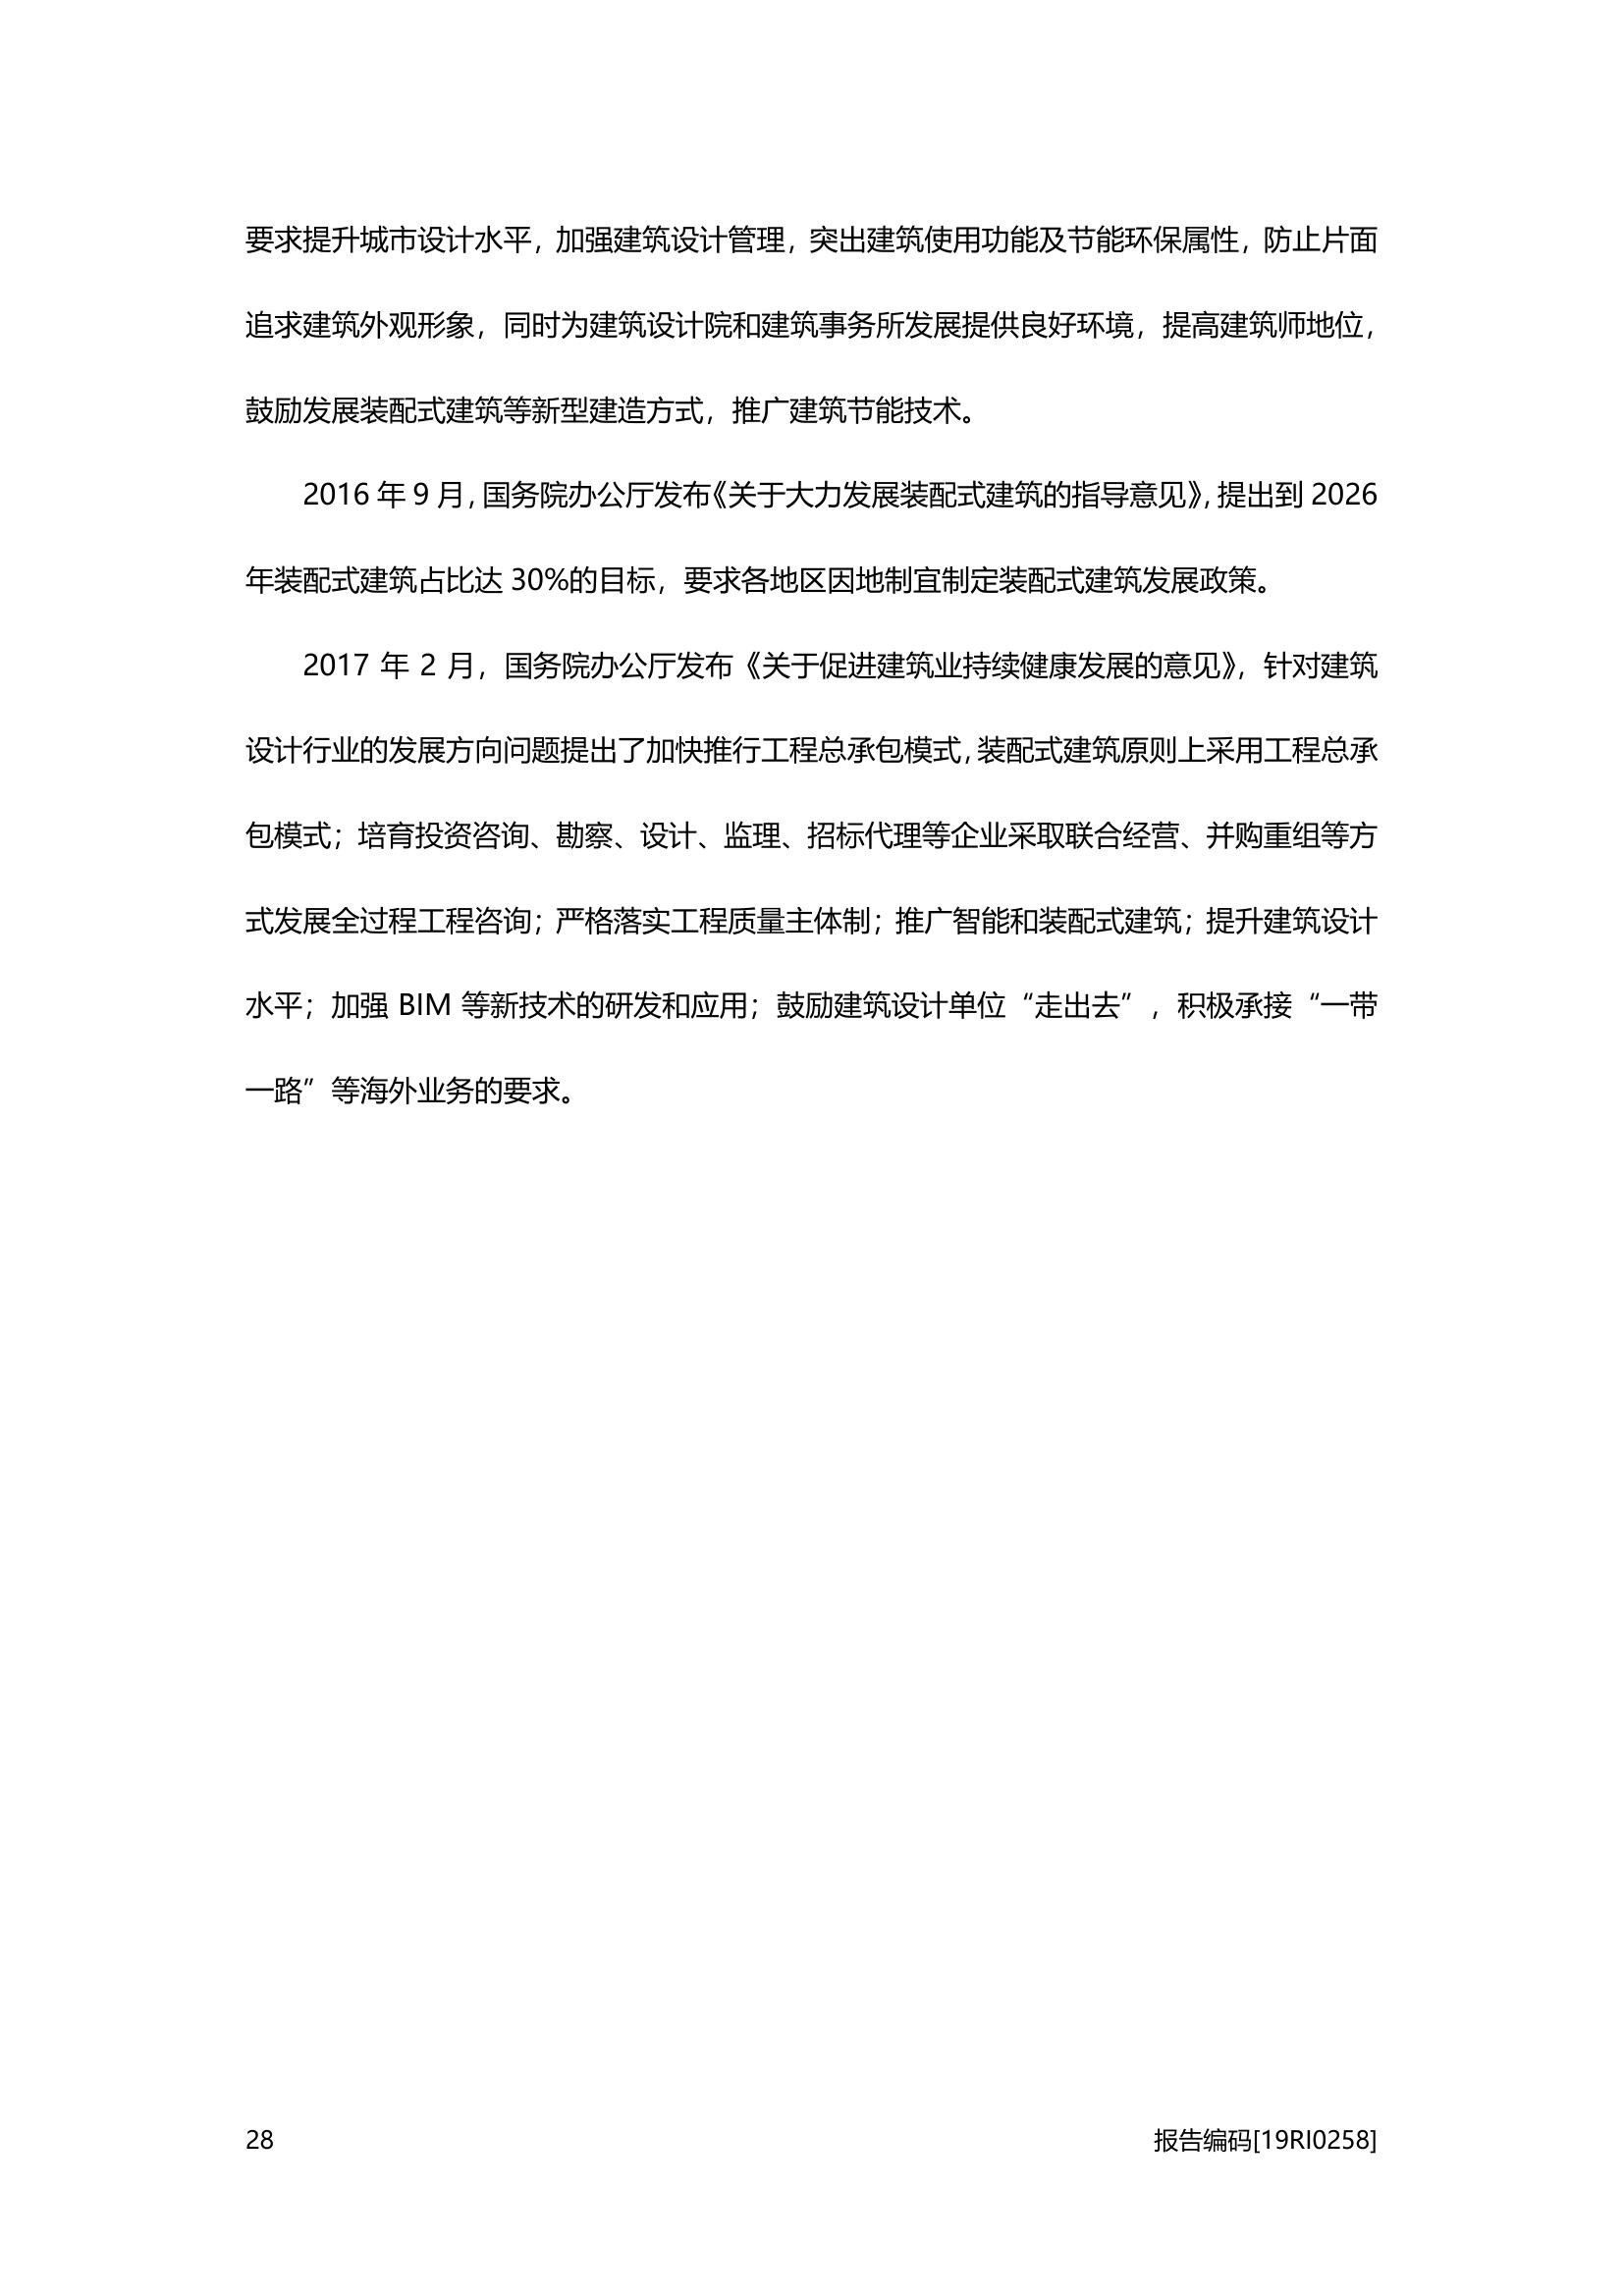 要求提升城市设计水平，加强建筑设计管理，突出建筑使用功能及节能环保属性，防止片面
追求建筑外观形象，同时为建筑设计院和建筑事务所发展提供良好环境，提高建筑师地位，
鼓励发展装配式建筑等新型建造方式，推广建筑节能技术。
2016 年 9 月，国务院办公厅发布《关于大力发展装配式建筑的指导意见》，提出到 2026
年装配式建筑占比达 30%的目标，要求各地区因地制宜制定装配式建筑发展政策。
2017 年 2 月，国务院办公厅发布《关于促进建筑业持续健康发展的意见》，针对建筑
设计行业的发展方向问题提出了加快推行工程总承包模式，装配式建筑原则上采用工程总承
包模式；培育投资咨询、勘察、设计、监理、招标代理等企业采取联合经营、并购重组等方
式发展全过程工程咨询；严格落实工程质量主体制；推广智能和装配式建筑；提升建筑设计
水平；加强 BIM 等新技术的研发和应用；鼓励建筑设计单位“走出去”，积极承接“一带
一路”等海外业务的要求。
28 报告编码[19RI0258]